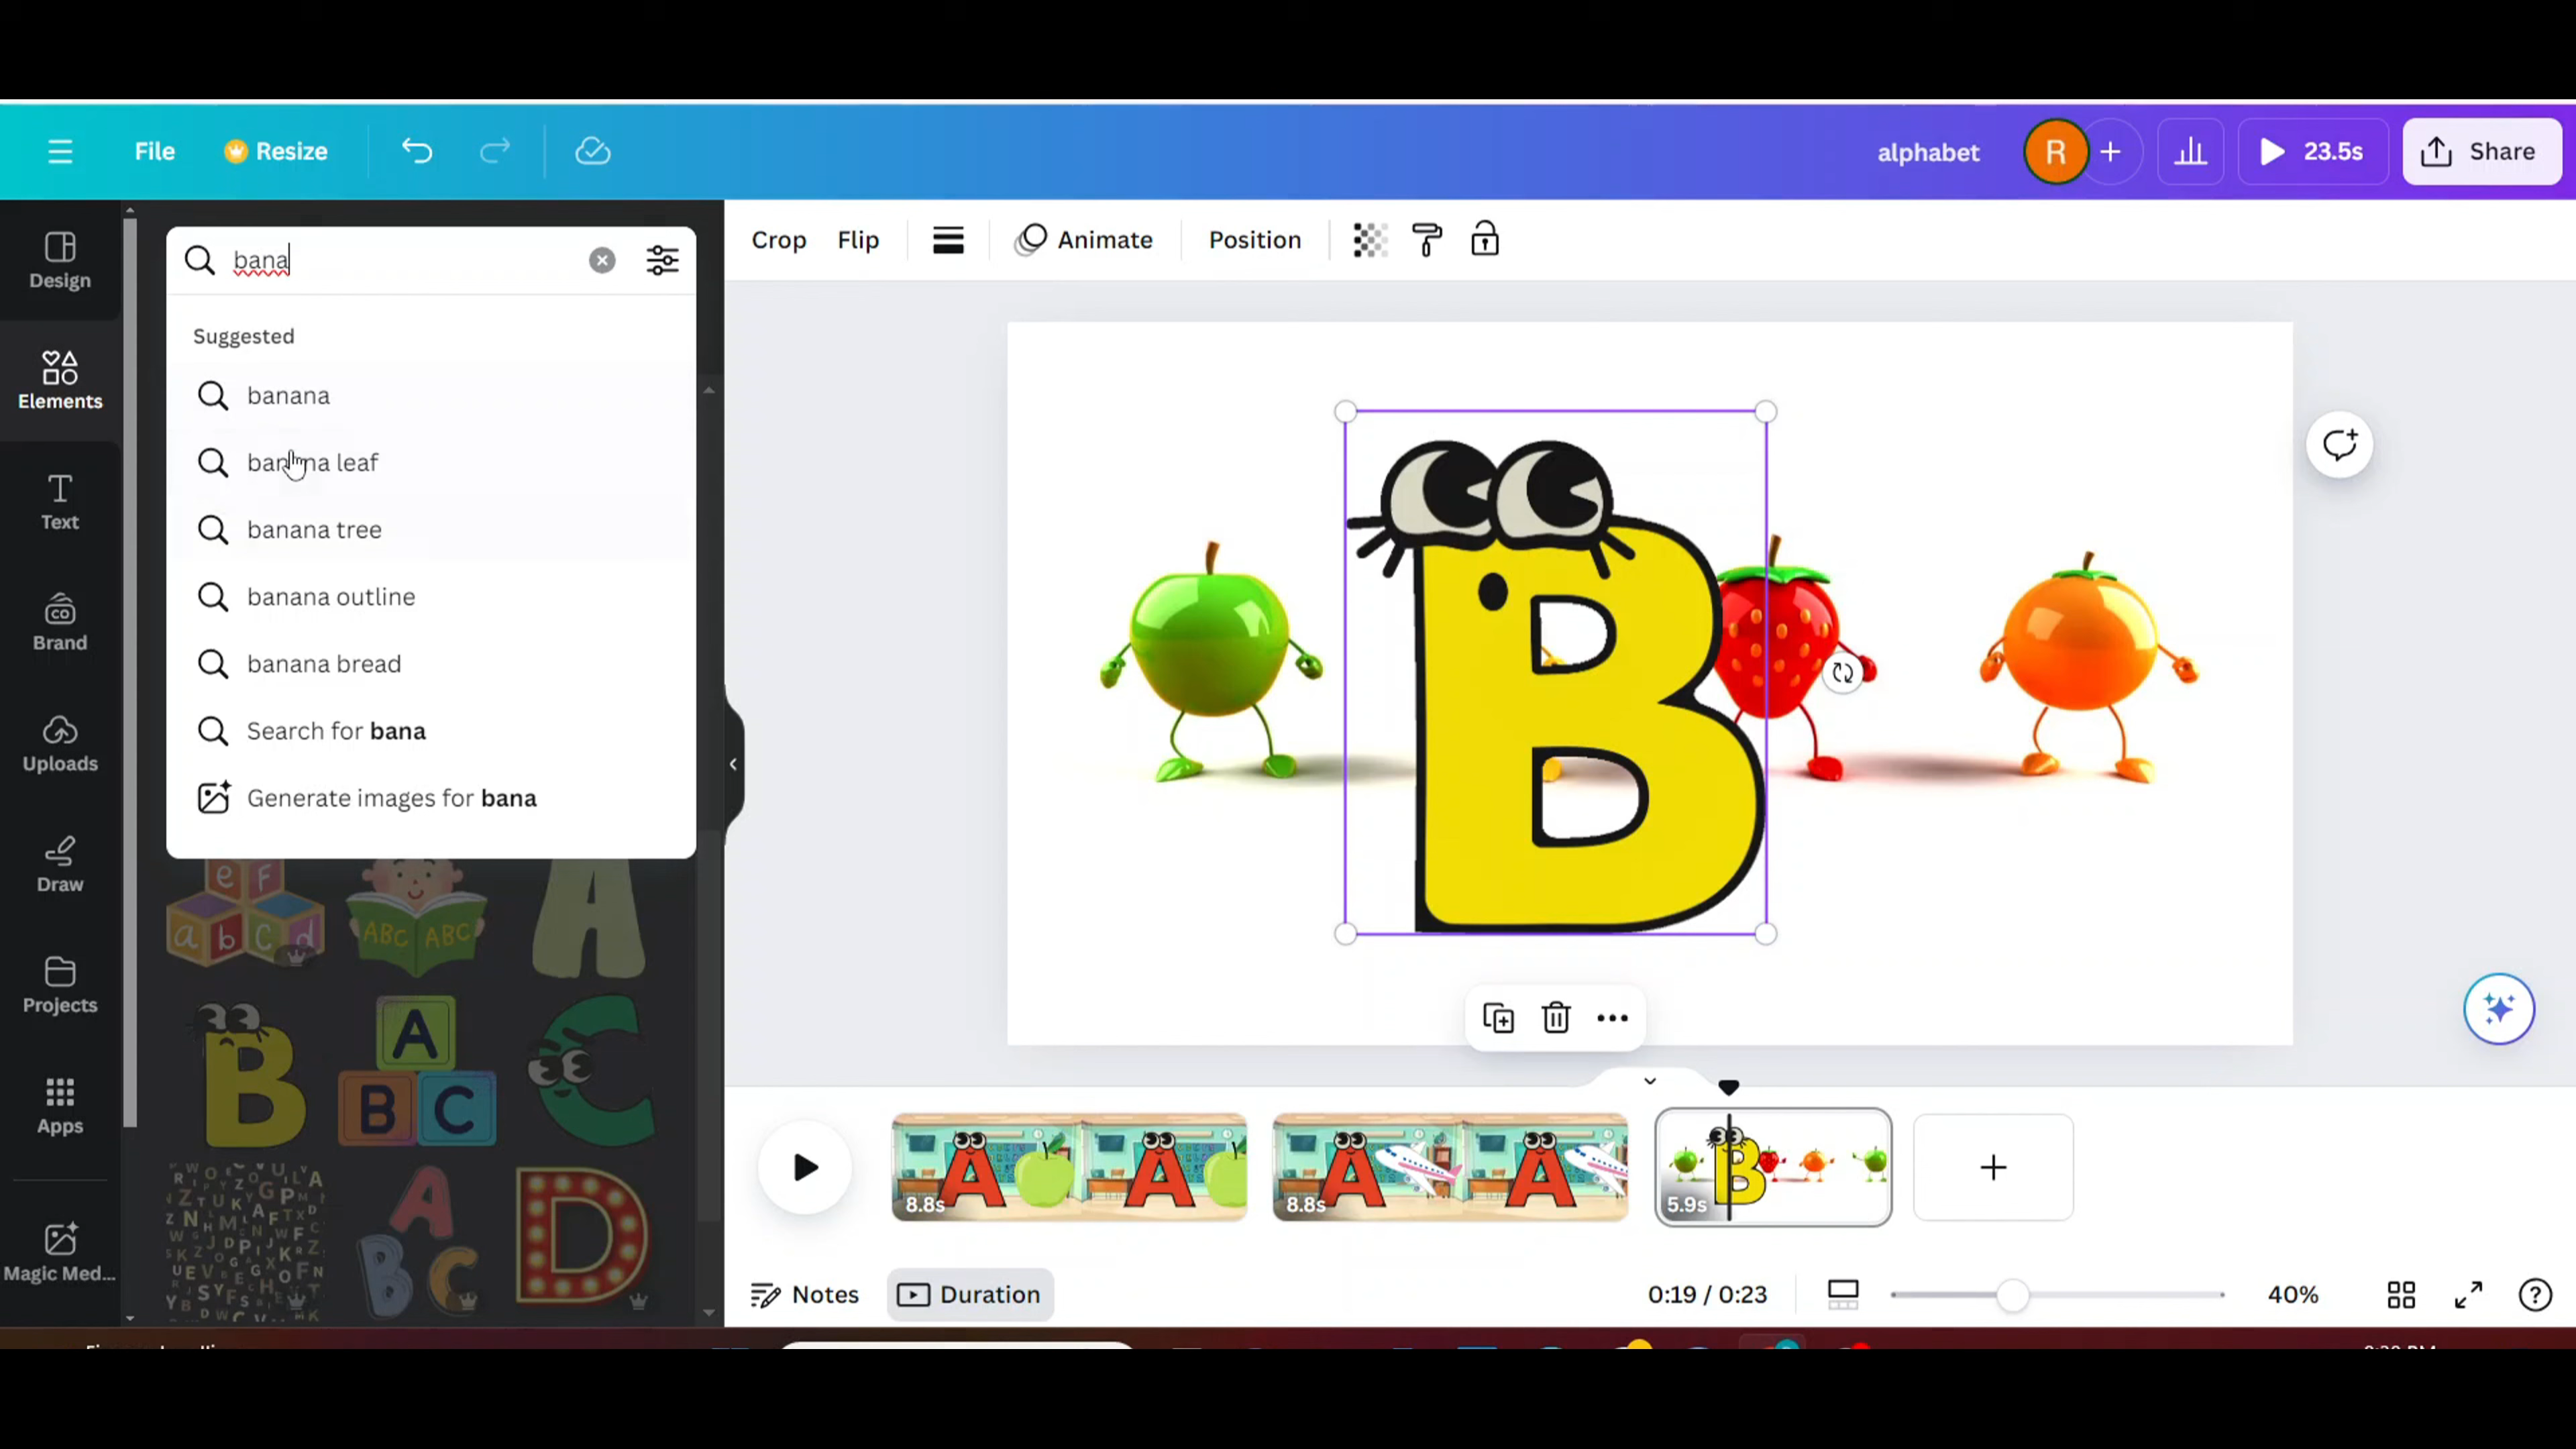 File
Resize
alphabet
R
23.5s
Share
Design
Elements
Text
Brand
Uploads
Draw
Projects
Apps
Magic Med...
bana
Suggested
banana
banana leaf
banana tree
banana outline
banana bread
Search for bana
Generate images for bana
Crop
Flip
Animate
Position
B
e f
a b c d
ABC ABC
A
B
A
B C
C
A
B C
D
A
A
8.8s
A
A
8.8s
B
5.9s
Notes
Duration
0:19 / 0:23
40%